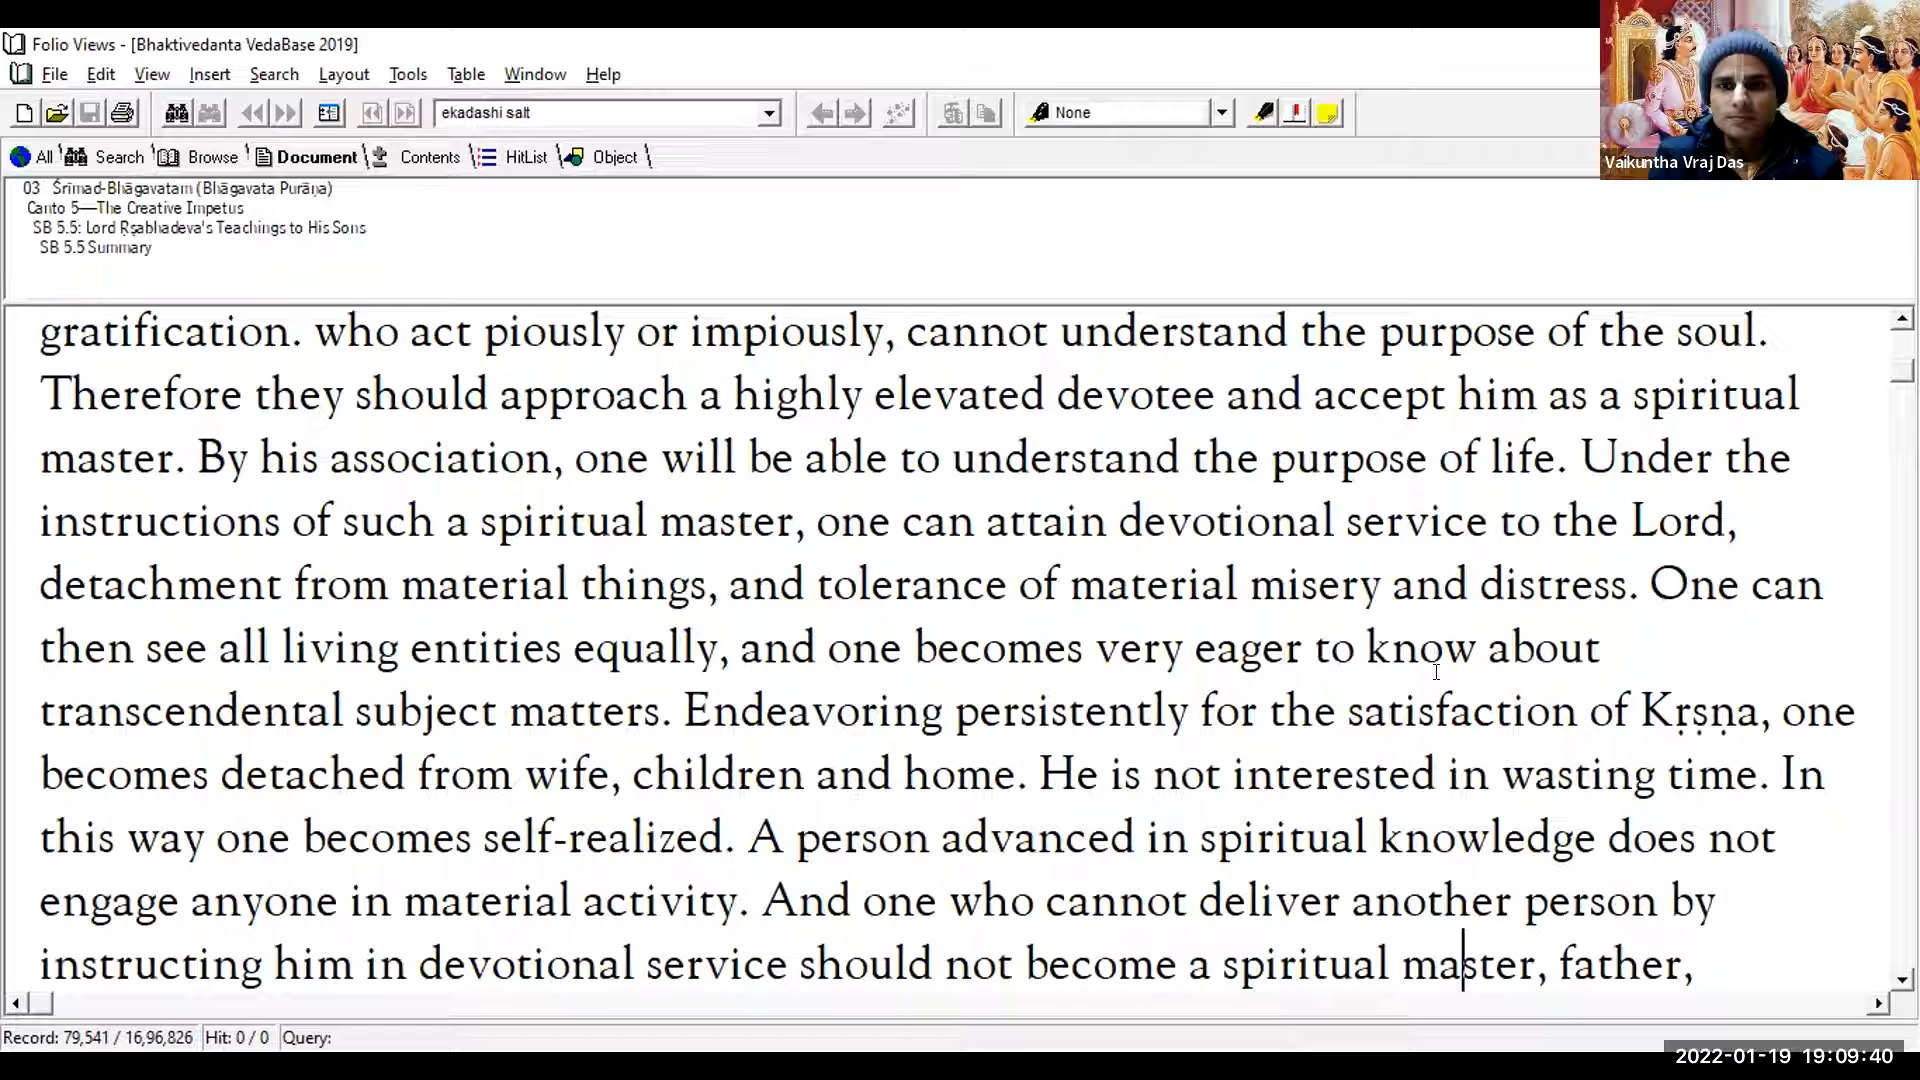 Folio Views - [Bhaktivedanta VedaBase 2019]
File Edit View Insert Search Layout Tools Table Window Help
ekadashi salt
None
All Search Browse Document Contents HitList Object
Vaikuntha Vraj Das
03 Śrīmad-Bhāgavatam (Bhāgavata Purāṇa)
Canto 5—The Creative Impetus
SB 5.5: Lord Ṛṣabhadeva's Teachings to His Sons
SB 5.5 Summary
gratification. who act piously or impiously, cannot understand the purpose of the soul.
Therefore they should approach a highly elevated devotee and accept him as a spiritual
master. By his association, one will be able to understand the purpose of life. Under the
instructions of such a spiritual master, one can attain devotional service to the Lord,
detachment from material things, and tolerance of material misery and distress. One can
then see all living entities equally, and one becomes very eager to know about
transcendental subject matters. Endeavoring persistently for the satisfaction of Kṛṣṇa, one
becomes detached from wife, children and home. He is not interested in wasting time. In
this way one becomes self-realized. A person advanced in spiritual knowledge does not
engage anyone in material activity. And one who cannot deliver another person by
instructing him in devotional service should not become a spiritual master, father,
Record: 79,541 / 16,96,826 Hit: 0 / 0 Query:
2022-01-19 19:09:40